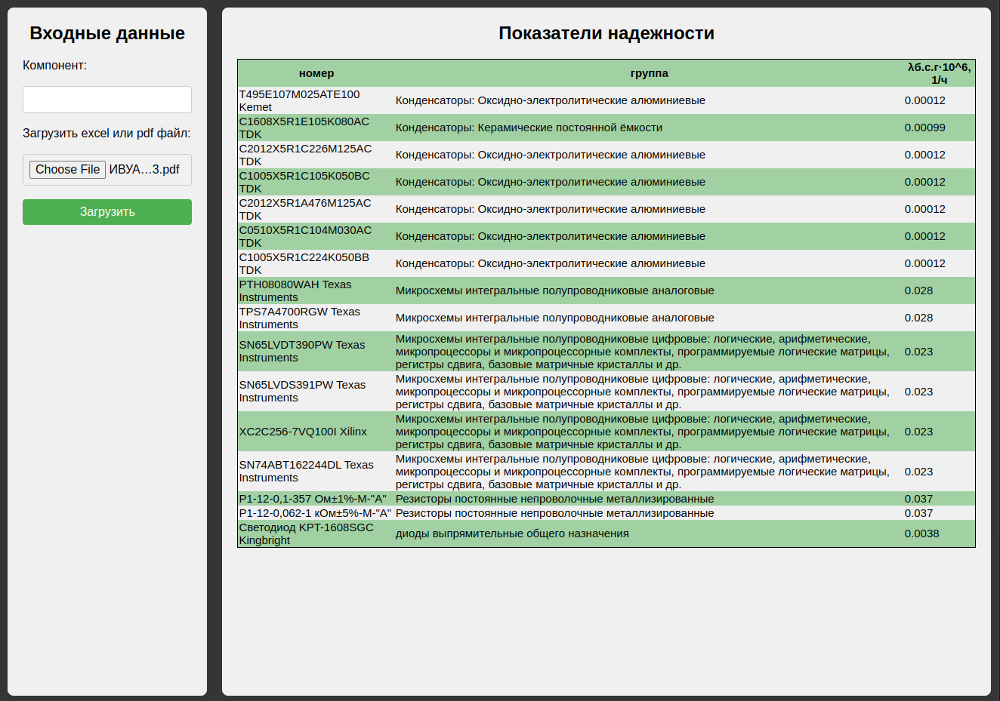 Входные данные
Компонент:
Загрузить excel или pdf файл:
Choose File ИВУА…3.pdf
Загрузить
Показатели надежности
номер группа λб.с.г·10^6,
1/ч
T495E107M025ATE100
Kemet
Конденсаторы: Оксидно-электролитические алюминиевые
0.00012
C1608X5R1E105K080AC
TDK
Конденсаторы: Керамические постоянной ёмкости
0.00099
C2012X5R1C226M125AC
TDK
Конденсаторы: Оксидно-электролитические алюминиевые
0.00012
C1005X5R1C105K050BC
TDK
Конденсаторы: Оксидно-электролитические алюминиевые
0.00012
C2012X5R1A476M125AC
TDK
Конденсаторы: Оксидно-электролитические алюминиевые
0.00012
C0510X5R1C104M030AC
TDK
Конденсаторы: Оксидно-электролитические алюминиевые
0.00012
C1005X5R1C224K050BB
TDK
Конденсаторы: Оксидно-электролитические алюминиевые
0.00012
PTH08080WAH Texas
Instruments
Микросхемы интегральные полупроводниковые аналоговые
0.028
TPS7A4700RGW Texas
Instruments
Микросхемы интегральные полупроводниковые аналоговые
0.028
SN65LVDT390PW Texas
Instruments
Микросхемы интегральные полупроводниковые цифровые: логические, арифметические,
микропроцессоры и микропроцессорные комплекты, программируемые логические матрицы,
регистры сдвига, базовые матричные кристаллы и др.
0.023
SN65LVDS391PW Texas
Instruments
Микросхемы интегральные полупроводниковые цифровые: логические, арифметические,
микропроцессоры и микропроцессорные комплекты, программируемые логические матрицы,
регистры сдвига, базовые матричные кристаллы и др.
0.023
XC2C256-7VQ100I Xilinx
Микросхемы интегральные полупроводниковые цифровые: логические, арифметические,
микропроцессоры и микропроцессорные комплекты, программируемые логические матрицы,
регистры сдвига, базовые матричные кристаллы и др.
0.023
SN74ABT162244DL Texas
Instruments
Микросхемы интегральные полупроводниковые цифровые: логические, арифметические,
микропроцессоры и микропроцессорные комплекты, программируемые логические матрицы,
регистры сдвига, базовые матричные кристаллы и др.
0.023
Р1-12-0,1-357 Ом±1%-М-"А" Резисторы постоянные непроволочные металлизированные 0.037
Р1-12-0,062-1 кОм±5%-М-"А" Резисторы постоянные непроволочные металлизированные 0.037
Светодиод KPT-1608SGC
Kingbright
диоды выпрямительные общего назначения
0.0038